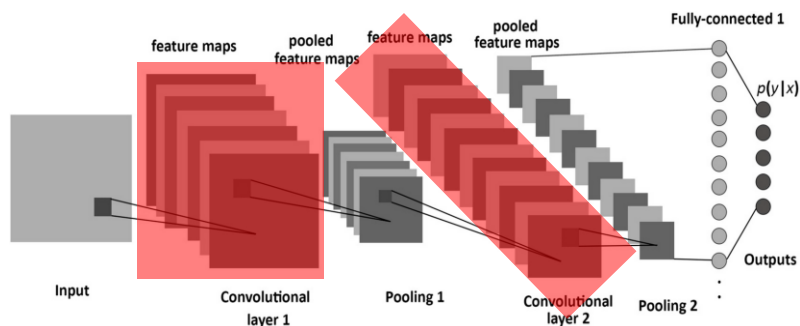 feature maps
pooled
feature maps
feature maps
pooled
feature maps
Fully-connected 1
p(y|x)
Input
Convolutional
layer 1
Pooling 1
Convolutional
layer 2
Pooling 2
Outputs